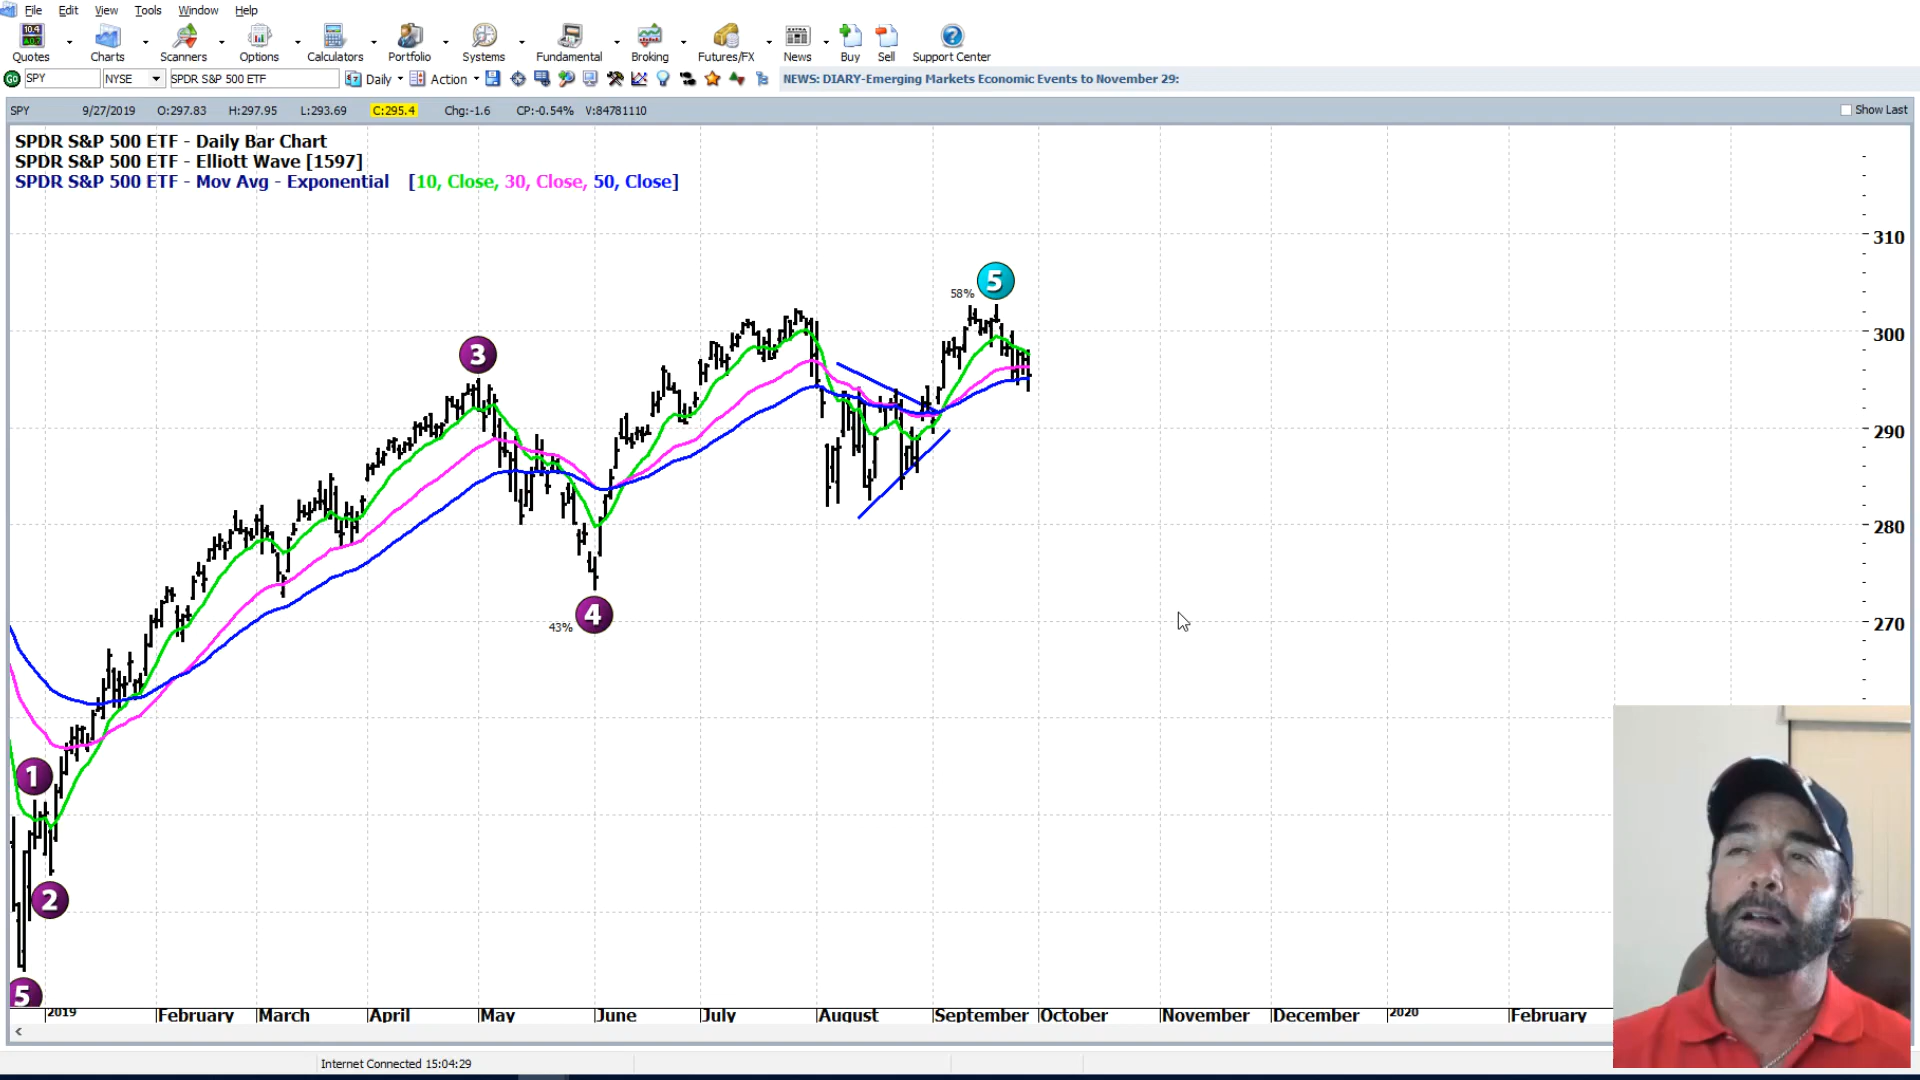 File Edit View Tools Window Help
10.4
Quotes Charts Scanners Options Calculators Portfolio Systems Fundamental Broking Futures/FX News Buy Sell Support Center
GO SPY NYSE SPDR S&P 500 ETF Daily Action NEWS: DIARY-Emerging Markets Economic Events to November 29:
SPY 9/27/2019 O:297.83 H:297.95 L:293.69 C:295.4 Chg:-1.6 CP:-0.54% V:84781110 Show Last
SPDR S&P 500 ETF - Daily Bar Chart
SPDR S&P 500 ETF - Elliott Wave [1597]
SPDR S&P 500 ETF - Mov Avg - Exponential [10, Close, 30, Close, 50, Close]
310
5
58%
300
3
290
280
4
43%
270
1
2
5
2019 February March April May June July August September October November December 2020 February
Internet Connected 15:04:29